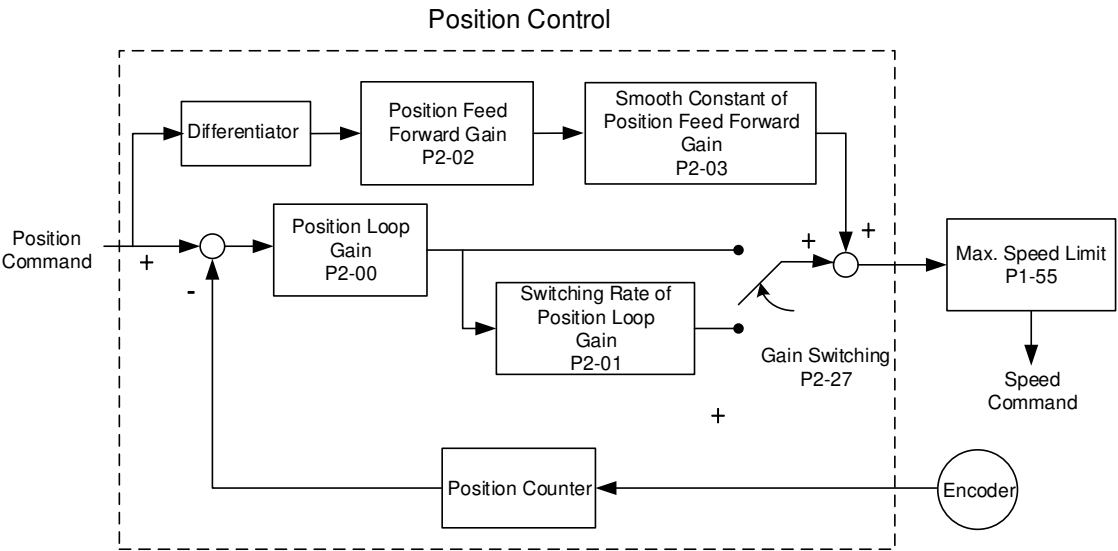 Position Control
Differentiator
Position Feed
Forward Gain
P2-02
Smooth Constant of
Position Feed Forward
Gain
P2-03
Position
Command
+
-
Position Loop
Gain
P2-00
Switching Rate of
Position Loop
Gain
P2-01
+
+
Gain Switching
P2-27
Max. Speed Limit
P1-55
Speed
Command
+
Position Counter
Encoder